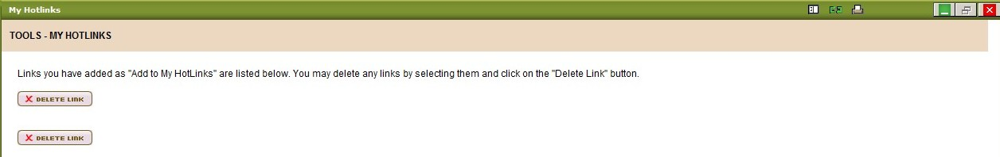 My Hotlinks
TOOLS - MY HOTLINKS
Links you have added as "Add to My HotLinks" are listed below. You may delete any links by selecting them and click on the "Delete Link" button.
DELETE LINK
DELETE LINK